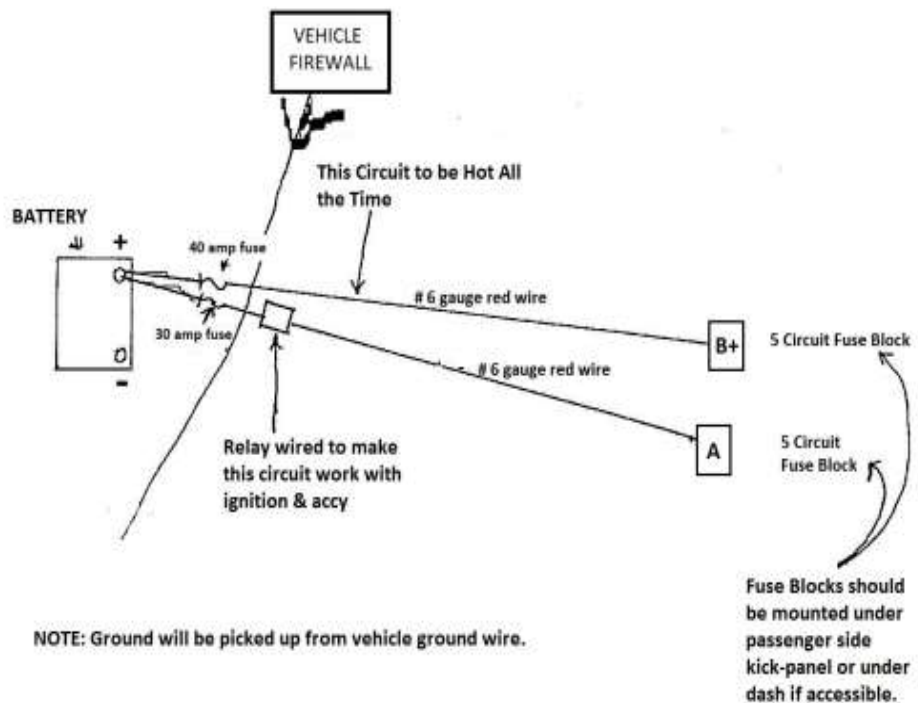 VEHICLE
FIREWALL
This Circuit to be Hot All
the Time
BATTERY
+
40 amp fuse
# 6 gauge red wire
B+
5 Circuit Fuse Block
30 amp fuse
# 6 gauge red wire
-
A
5 Circuit
Fuse Block
Relay wired to make
this circuit work with
ignition & accy
Fuse Blocks should
be mounted under
passenger side
kick-panel or under
dash if accessible.
NOTE: Ground will be picked up from vehicle ground wire.